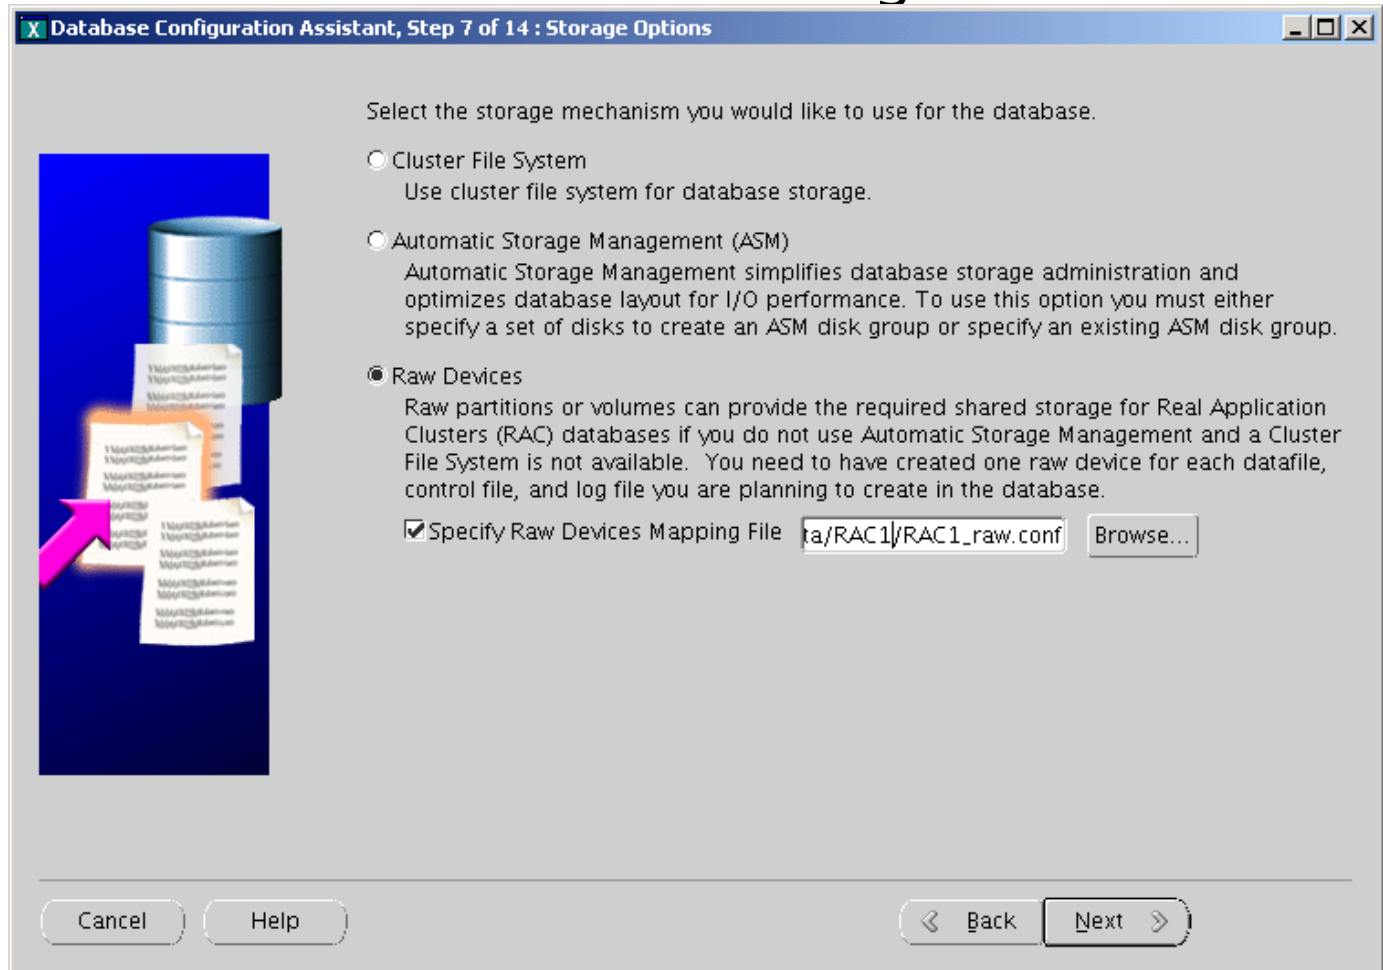 Database Configuration Assistant, Step 7 of 14 : Storage Options
Select the storage mechanism you would like to use for the database.
Cluster File System
Use cluster file system for database storage.
Automatic Storage Management (ASM)
Automatic Storage Management simplifies database storage administration and
optimizes database layout for I/O performance. To use this option you must either
specify a set of disks to create an ASM disk group or specify an existing ASM disk group.
Raw Devices
Raw partitions or volumes can provide the required shared storage for Real Application
Clusters (RAC) databases if you do not use Automatic Storage Management and a Cluster
File System is not available.  You need to have created one raw device for each datafile,
control file, and log file you are planning to create in the database.
Specify Raw Devices Mapping File ta/RAC1/RAC1_raw.conf Browse...
Cancel Help Back Next